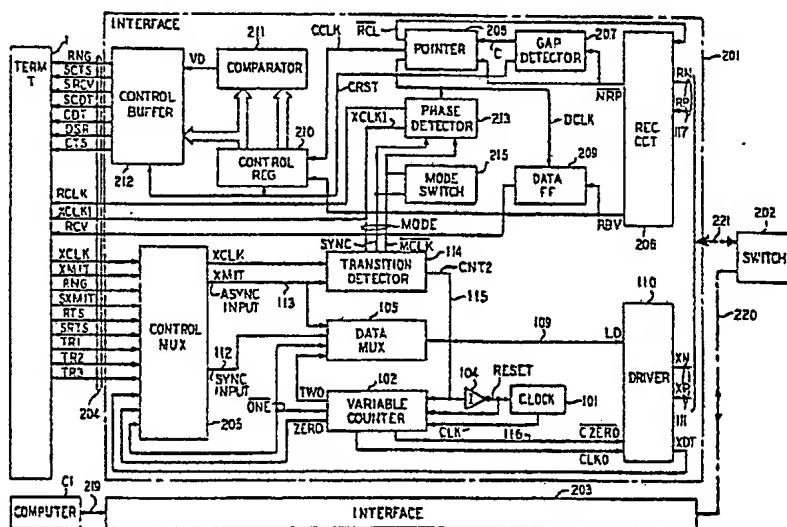 INTERFACE
201
1
TERM
T
RNG
SCTS
SRCV
SCDT
CDT
DSR
CTS
CONTROL
BUFFER
212
VD
211
COMPARATOR
CCLK
CRST
210
CONTROL
REG
RCL
POINTER
C
207
GAP
DETECTOR
NRP
XCLK1
PHASE
DETECTOR
213
DCLK
215
MODE
SWITCH
209
DATA
FF
REC
CCT
206
RN
RP
117
RBV
RCLK
XCLK1
RCV
MODE
SYNC
MCLK
XCLK
XMIT
RNG
SXMIT
RTS
SRTS
TR1
TR2
TR3
204
CONTROL
MUX
205
XCLK
XMIT
ASYNC
INPUT
113
112
SYNC
INPUT
114
TRANSITION
DETECTOR
CNT2
115
105
DATA
MUX
109
LD
110
DRIVER
XN
XP
111
XDT
TWO
ONE
ZERO
102
VARIABLE
COUNTER
104
RESET
CLOCK
101
CLK
116
CZERO
CLK0
221
202
SWITCH
220
C1
COMPUTER
219
203
INTERFACE